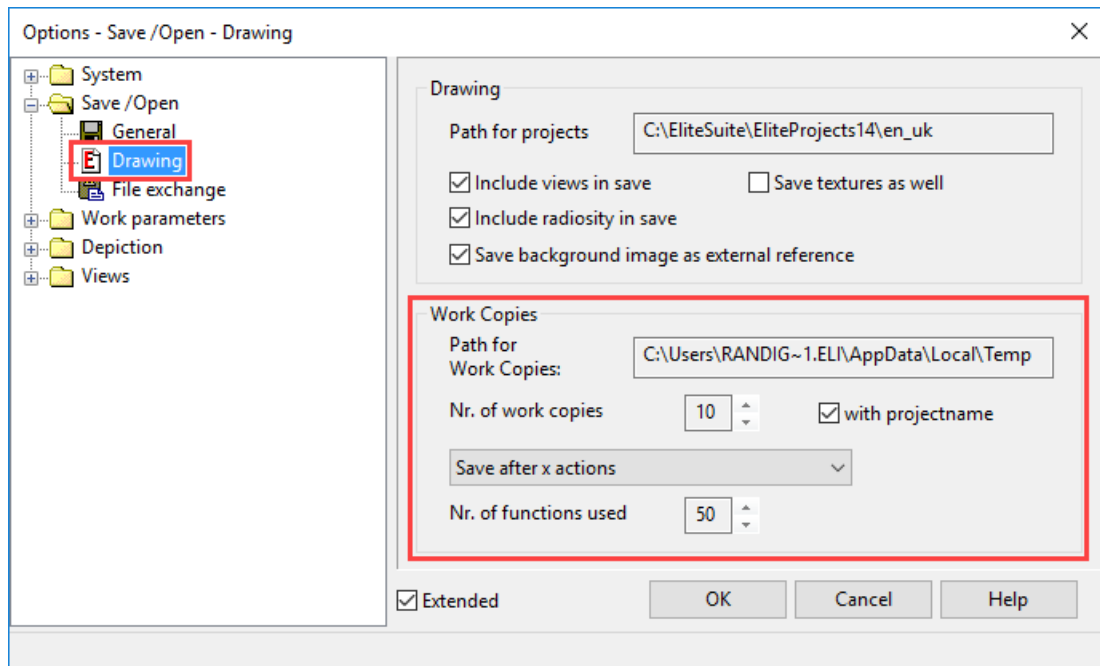 Options - Save /Open - Drawing
System
Save /Open
General
Drawing
File exchange
Work parameters
Depiction
Views
Drawing
Path for projects
C:\EliteSuite\EliteProjects14\en_uk
Include views in save
Save textures as well
Include radiosity in save
Save background image as external reference
Work Copies
Path for
Work Copies:
C:\Users\RANDIG~1.ELI\AppData\Local\Temp
Nr. of work copies
10
with projectname
Save after x actions
Nr. of functions used
50
Extended
OK
Cancel
Help